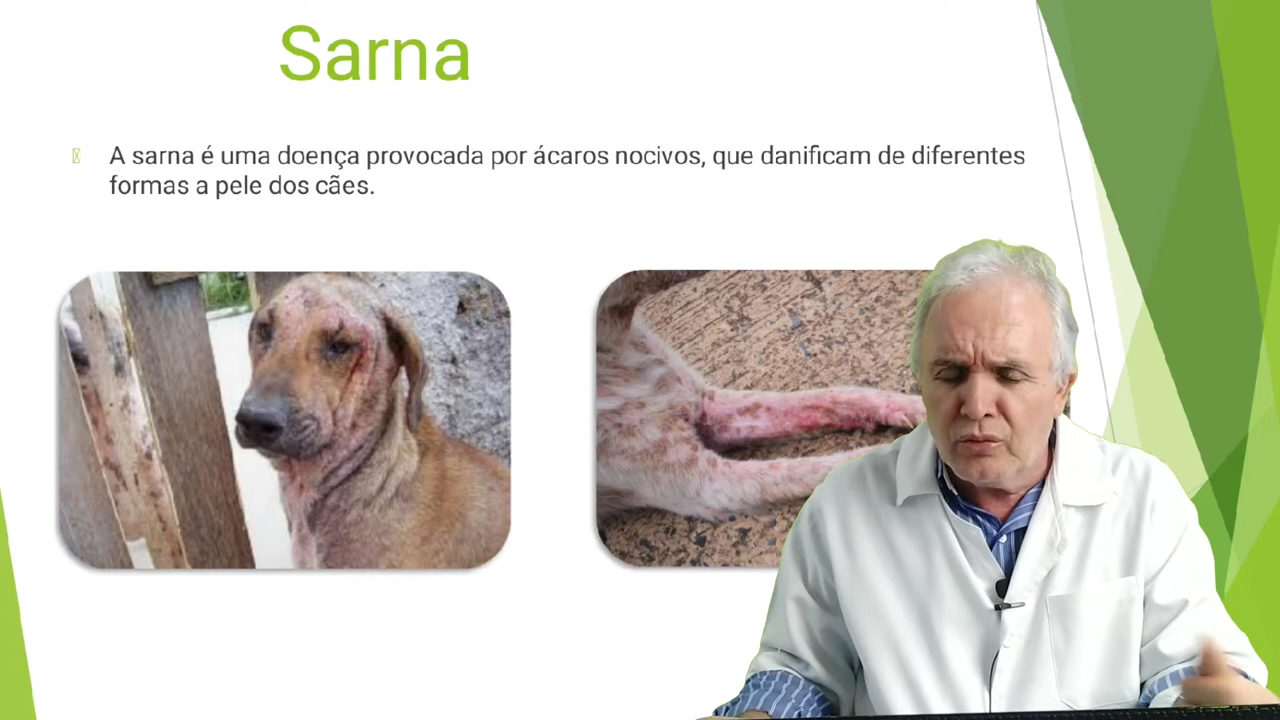 Sarna
A sarna é uma doença provocada por ácaros nocivos, que danificam de diferentes
formas a pele dos cães.